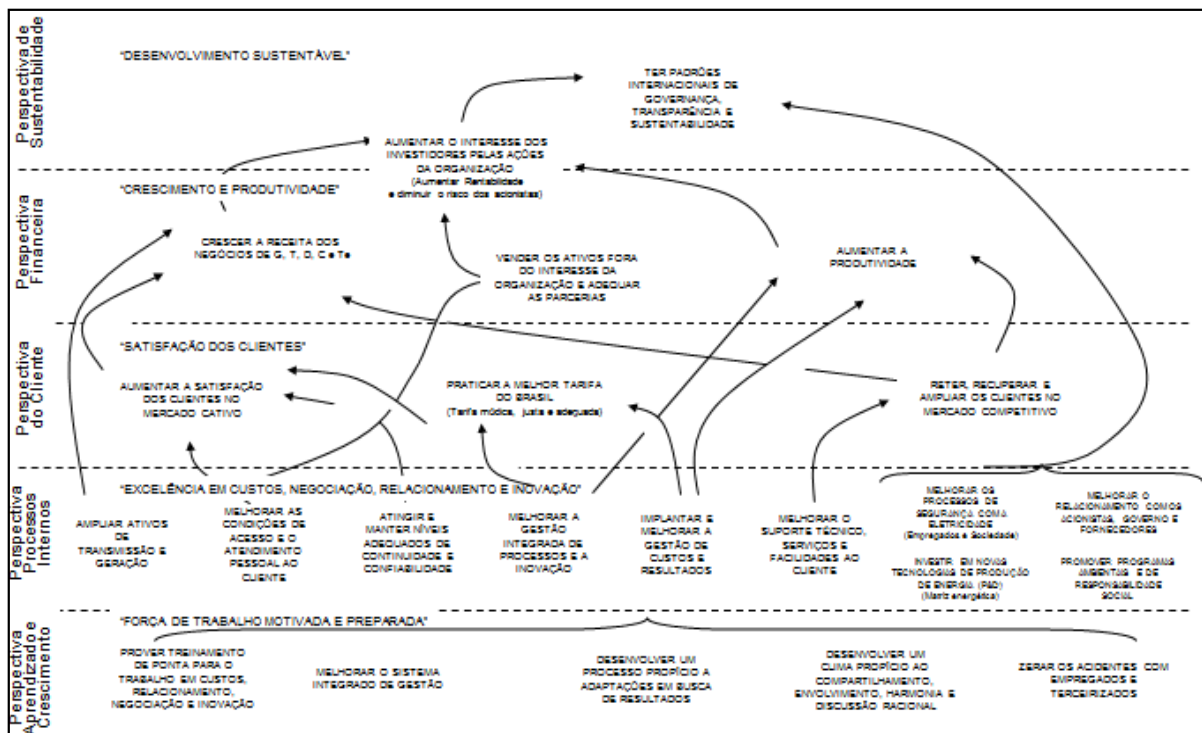 Perspectiva de
Sustentabilidade
"DESENVOLVIMENTO SUSTENTÁVEL"
TER PADRÕES
INTERNACIONAIS DE
GOVERNANÇA,
TRANSPARÊNCIA E
SUSTENTABILIDADE
AUMENTAR O INTERESSE DOS
INVESTIDORES PELAS AÇÕES
DA ORGANIZAÇÃO
(Aumentar Rentabilidade
e diminuir o risco dos acionistas)
Perspectiva
Financeira
"CRESCIMENTO E PRODUTIVIDADE"
CRESCER A RECEITA DOS
NEGÓCIOS DE G, T, D, C e Te
VENDER OS ATIVOS FORA
DO INTERESSE DA
ORGANIZAÇÃO E ADEQUAR
AS PARCERIAS
AUMENTAR A
PRODUTIVIDADE
Perspectiva
do Cliente
"SATISFAÇÃO DOS CLIENTES"
AUMENTAR A SATISFAÇÃO
DOS CLIENTES NO
MERCADO CATIVO
PRATICAR A MELHOR TARIFA
DO BRASIL
(Tarifa módica, justa e adequada)
RETER, RECUPERAR E
AMPLIAR OS CLIENTES NO
MERCADO COMPETITIVO
Perspectiva
Processos
Internos
"EXCELÊNCIA EM CUSTOS, NEGOCIAÇÃO, RELACIONAMENTO E INOVAÇÃO"
AMPLIAR ATIVOS
DE
TRANSMISSÃO E
GERAÇÃO
MELHORAR AS
CONDIÇÕES DE
ACESSO E O
ATENDIMENTO
PESSOAL AO
CLIENTE
ATINGIR E
MANTER NÍVEIS
ADEQUADOS DE
CONTINUIDADE E
CONFIABILIDADE
MELHORAR A
GESTÃO
INTEGRADA DE
PROCESSOS E A
INOVAÇÃO
IMPLANTAR E
MELHORAR A
GESTÃO DE
CUSTOS E
RESULTADOS
MELHORAR O
SUPORTE TÉCNICO,
SERVIÇOS E
FACILIDADES AO
CLIENTE
MELHORAR OS
PROCESSOS DE
SEGURANÇA COM A
ELETRICIDADE
(Empregados e Sociedade)
INVESTIR EM NOVAS
TECNOLOGIAS DE PRODUÇÃO
DE ENERGIA. (P&D)
(Matriz energética)
MELHORAR O
RELACIONAMENTO COM OS
ACIONISTAS, GOVERNO E
FORNECEDORES
PROMOVER PROGRAMAS
AMBIENTAIS E DE
RESPONSABILIDADE
SOCIAL
Perspectiva
Aprendizado e
Crescimento
"FORÇA DE TRABALHO MOTIVADA E PREPARADA"
PROVER TREINAMENTO
DE PONTA PARA O
TRABALHO EM CUSTOS,
RELACIONAMENTO,
NEGOCIAÇÃO E INOVAÇÃO
MELHORAR O SISTEMA
INTEGRADO DE GESTÃO
DESENVOLVER UM
PROCESSO PROPÍCIO A
ADAPTAÇÕES EM BUSCA
DE RESULTADOS
DESENVOLVER UM
CLIMA PROPÍCIO AO
COMPARTILHAMENTO,
ENVOLVIMENTO, HARMONIA E
DISCUSSÃO RACIONAL
ZERAR OS ACIDENTES COM
EMPREGADOS E
TERCEIRIZADOS